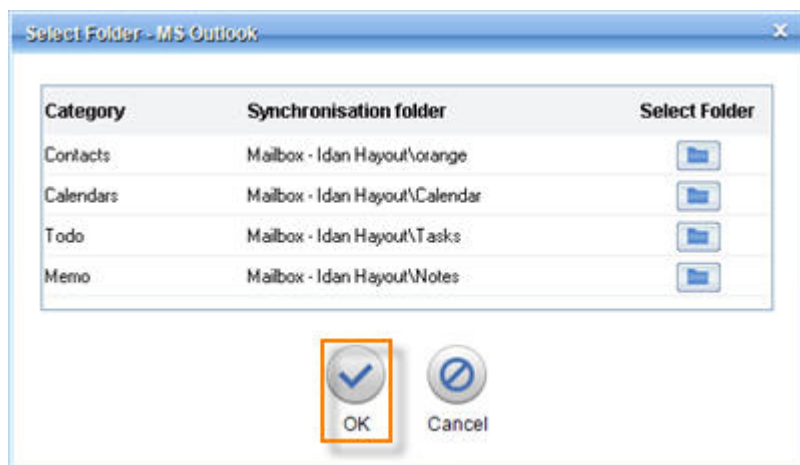 Select Folder - MS Outlook
Category Synchronisation folder Select Folder
Contacts Mailbox - Idan Hayout\orange
Calendars Mailbox - Idan Hayout\Calendar
Todo Mailbox - Idan Hayout\Tasks
Memo Mailbox - Idan Hayout\Notes
OK Cancel